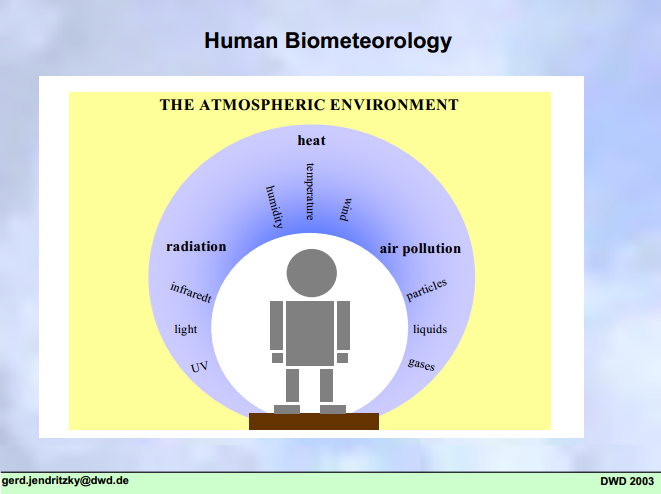 Human Biometeorology
THE ATMOSPHERIC ENVIRONMENT
heat
temperature
humidity
wind
radiation
air pollution
infraredt
particles
light
liquids
UV
gases
gerd.jendritzky@dwd.de
DWD 2003